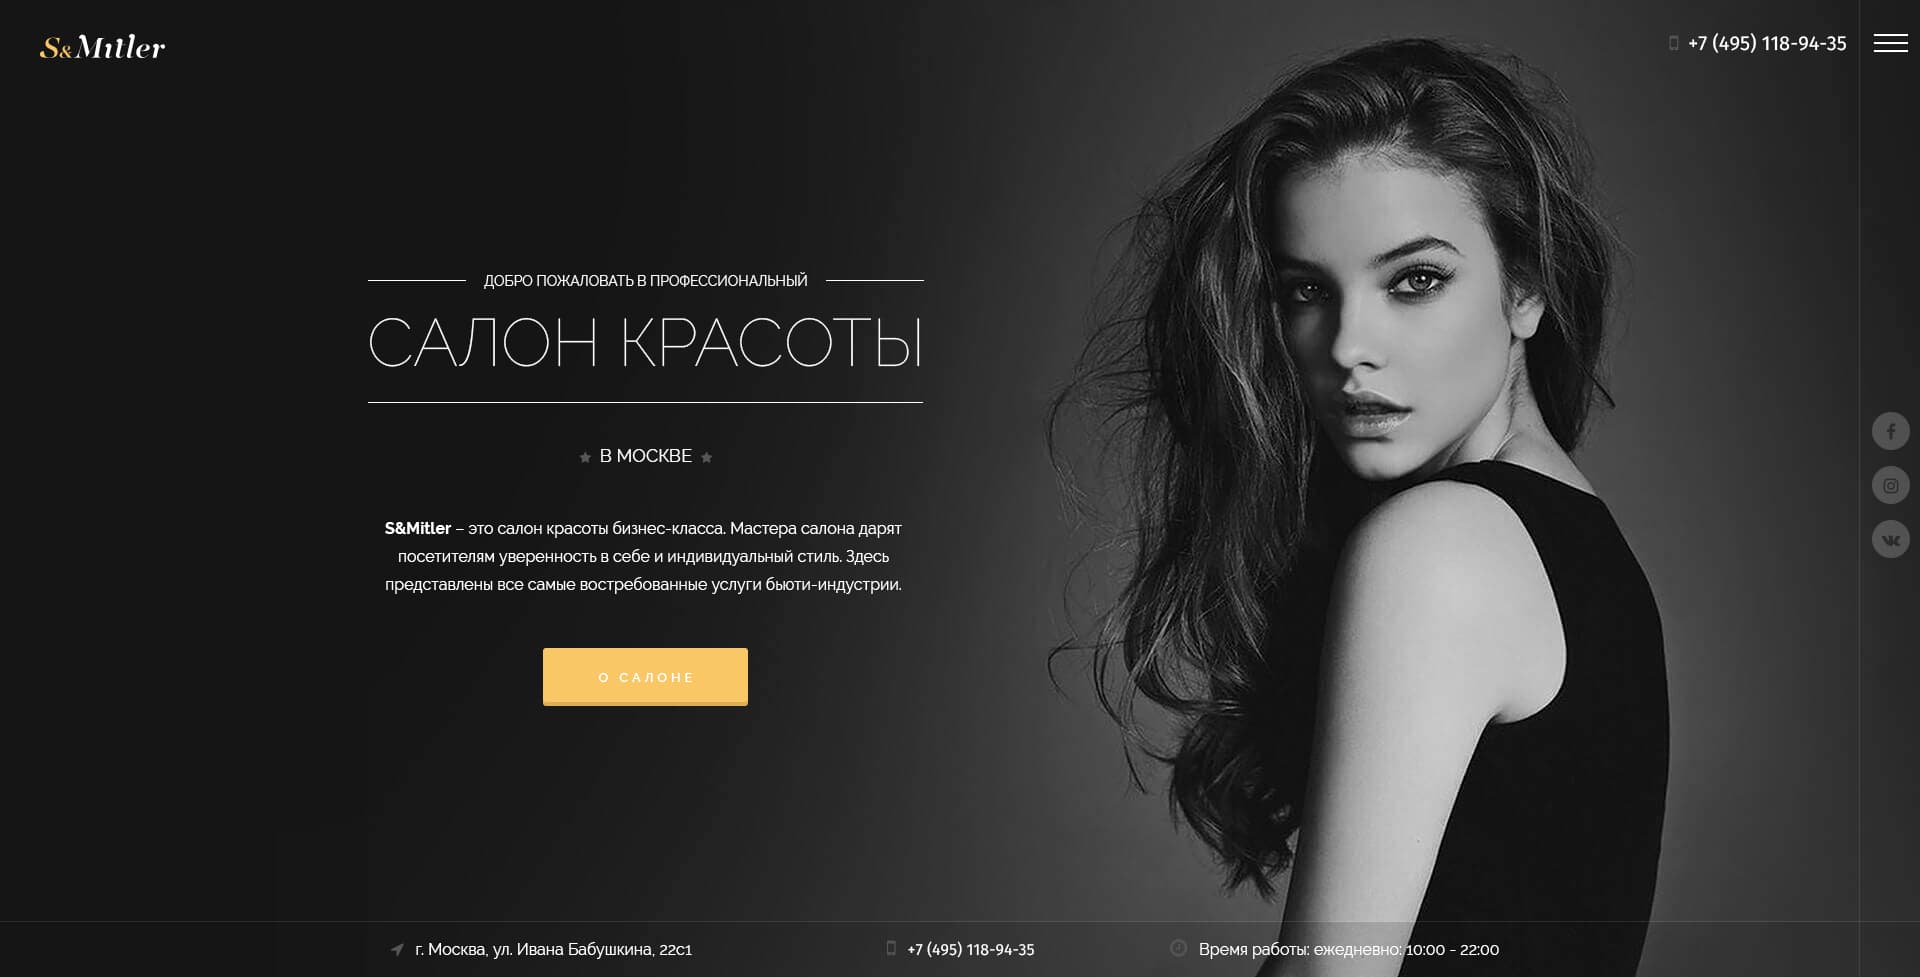 S&Mitler
+7 (495) 118-94-35
ДОБРО ПОЖАЛОВАТЬ В ПРОФЕССИОНАЛЬНЫЙ
САЛОН КРАСОТЫ
В МОСКВЕ
S&Mitler – это салон красоты бизнес-класса. Мастера салона дарят
посетителям уверенность в себе и индивидуальный стиль. Здесь
представлены все самые востребованные услуги бьюти-индустрии.
О САЛОНЕ
г. Москва, ул. Ивана Бабушкина, 22с1
+7 (495) 118-94-35
Время работы: ежедневно: 10:00 - 22:00